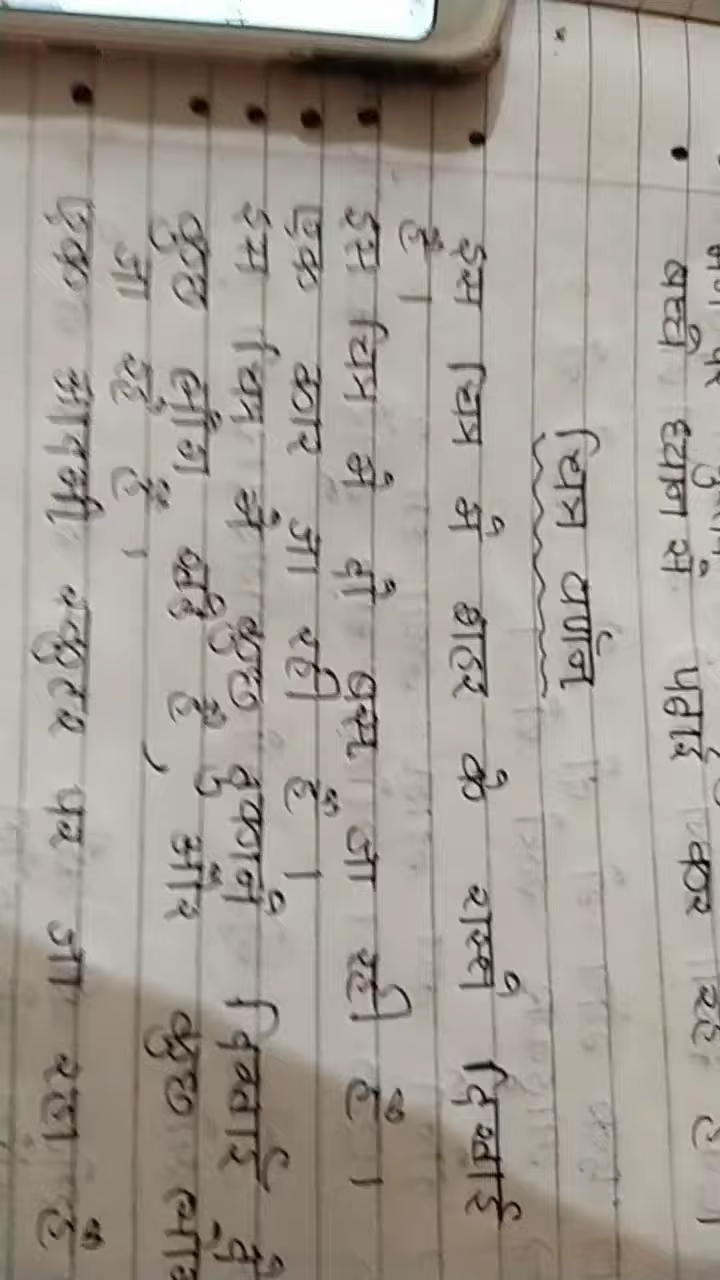 बच्चे ध्यान से पढ़ाई कर रहे है।
चित्र वर्णन
इस चित्र में शहर के रास्ते दिखाई
है।
इस चित्र में दो बस जा रही हैं।
एक कार जा रही हैं।
इस चित्र में कुछ दुकाने दिखाई दे
कुछ लोग खड़े है, और कुछ लोग
जा रहे हैं।
एक आदमी स्कुटर पर जा रहा हैं